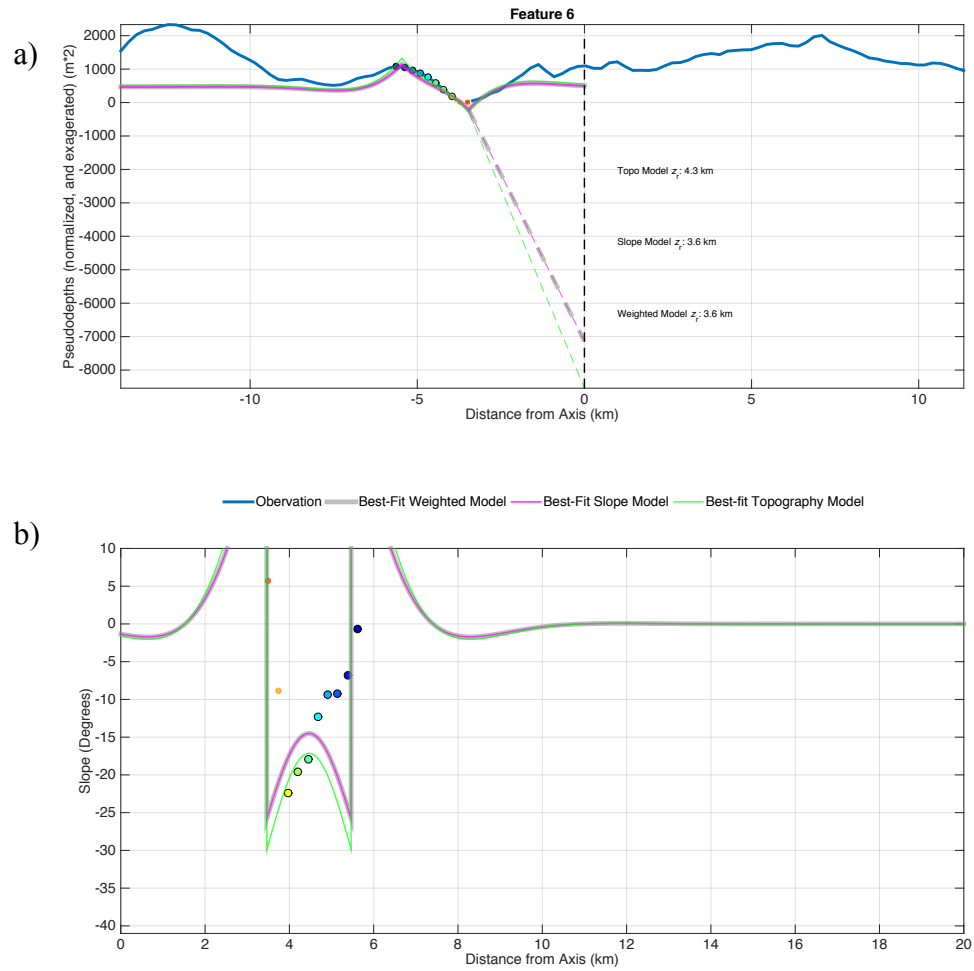 Feature 6
a)
Pseudodepths (normalized, and exagerated) (m*2)
2000
1000
0
-1000
-2000
-3000
-4000
-5000
-6000
-7000
-8000
Topo Model z_r: 4.3 km
Slope Model z_r: 3.6 km
Weighted Model z_r: 3.6 km
-10 -5 0 5 10
Distance from Axis (km)
Obervation Best-Fit Weighted Model Best-Fit Slope Model Best-fit Topography Model
b)
Slope (Degrees)
10
5
0
-5
-10
-15
-20
-25
-30
-35
-40
0 2 4 6 8 10 12 14 16 18 20
Distance from Axis (km)